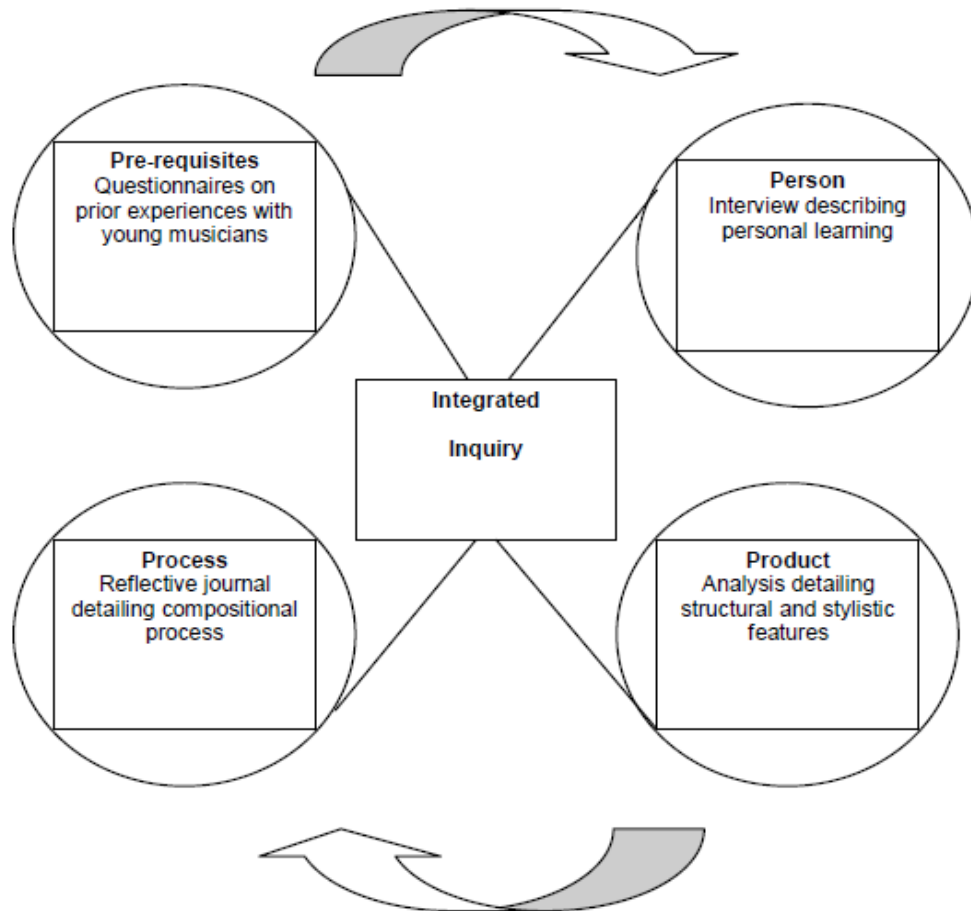 Pre-requisites
Questionnaires on
prior experiences with
young musicians
Person
Interview describing
personal learning
Integrated
Inquiry
Process
Reflective journal
detailing compositional
process
Product
Analysis detailing
structural and stylistic
features